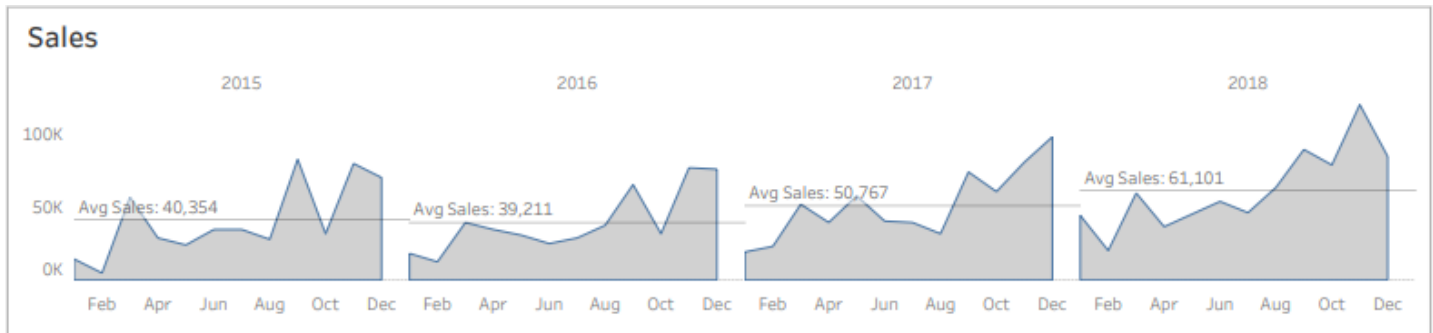 Sales
2015 2016 2017 2018
100K
Avg Sales: 61,101
50K Avg Sales: 40,354 Avg Sales: 39,211 Avg Sales: 50,767
0K
Feb Apr Jun Aug Oct Dec Feb Apr Jun Aug Oct Dec Feb Apr Jun Aug Oct Dec Feb Apr Jun Aug Oct Dec